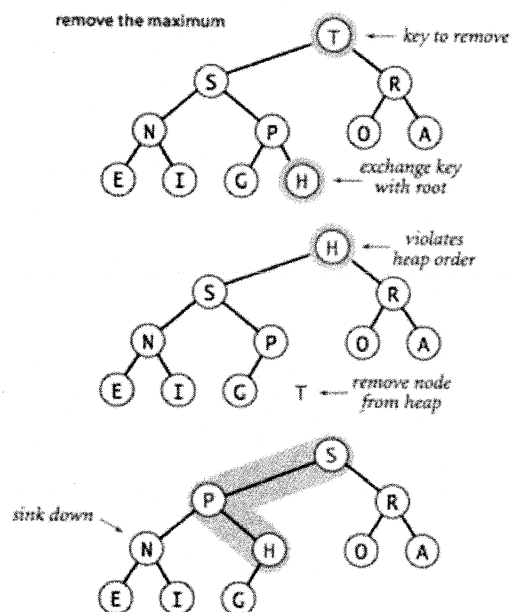 remove the maximum
T
key to remove
S
R
N
P
O
A
E
I
G
H
exchange key
with root
H
violates
heap order
S
R
N
P
O
A
E
I
G
T
remove node
from heap
S
P
R
sink down
N
H
O
A
E
I
G